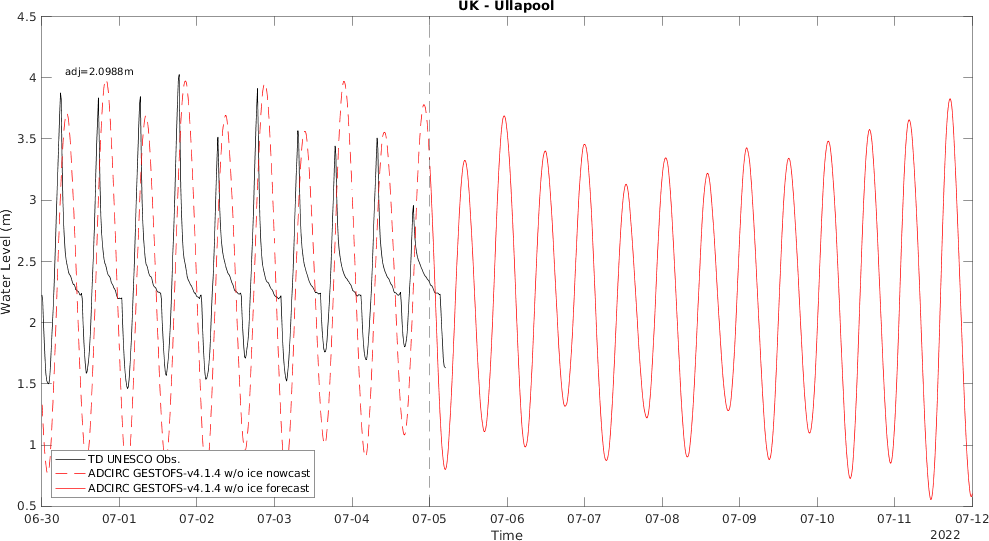 UK - Ullapool
4.5
4
3.5
3
2.5
2
1.5
1
0.5
Water Level (m)
adj=2.0988m
TD UNESCO Obs.
ADCIRC GESTOFS-v4.1.4 w/o ice nowcast
ADCIRC GESTOFS-v4.1.4 w/o ice forecast
06-30 07-01 07-02 07-03 07-04 07-05 07-06 07-07 07-08 07-09 07-10 07-11 07-12
Time
2022